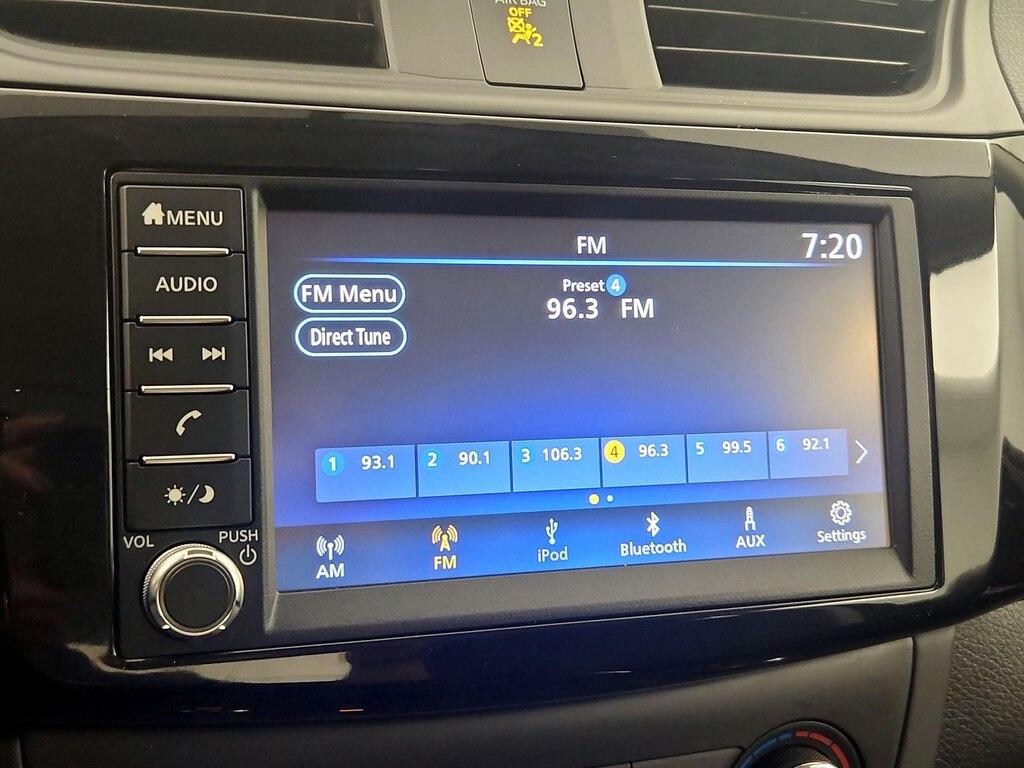 AIR BAG
OFF
2
MENU
AUDIO
VOL
PUSH
FM
7:20
FM Menu
Direct Tune
Preset 4
96.3 FM
1 93.1
2 90.1
3 106.3
4 96.3
5 99.5
6 92.1
AM
FM
iPod
Bluetooth
AUX
Settings